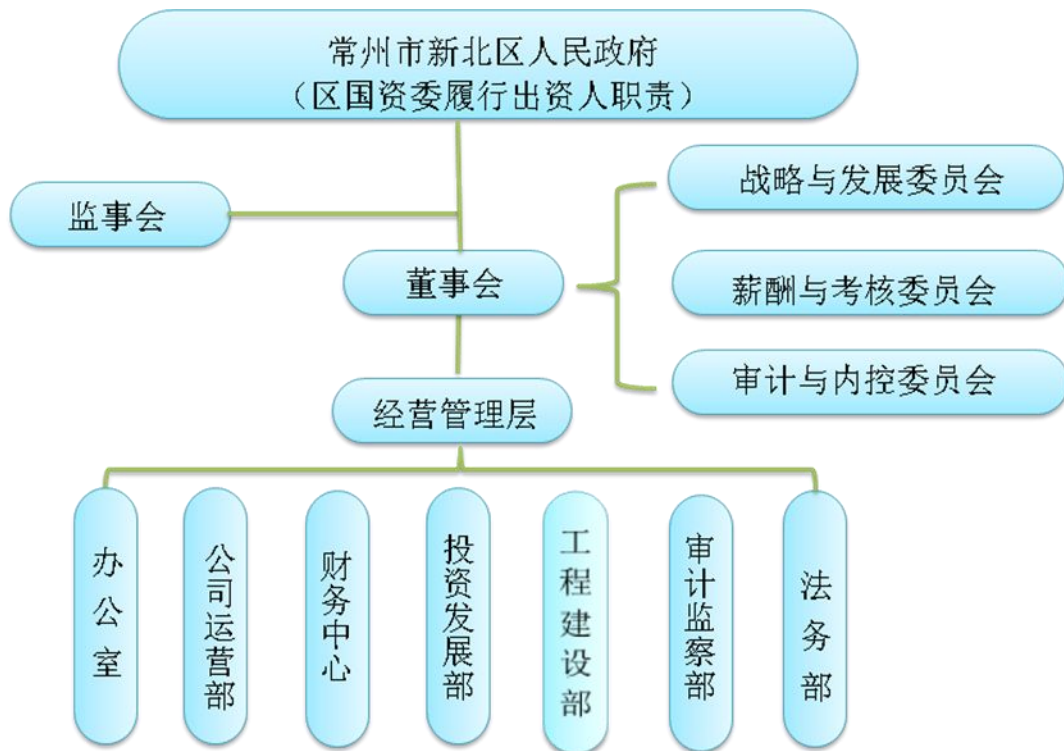 常州市新北区人民政府
（区国资委履行出资人职责）
战略与发展委员会
监事会
董事会
薪酬与考核委员会
审计与内控委员会
经营管理层
办公室
公司运营部
财务中心
投资发展部
工程建设部
审计监察部
法务部